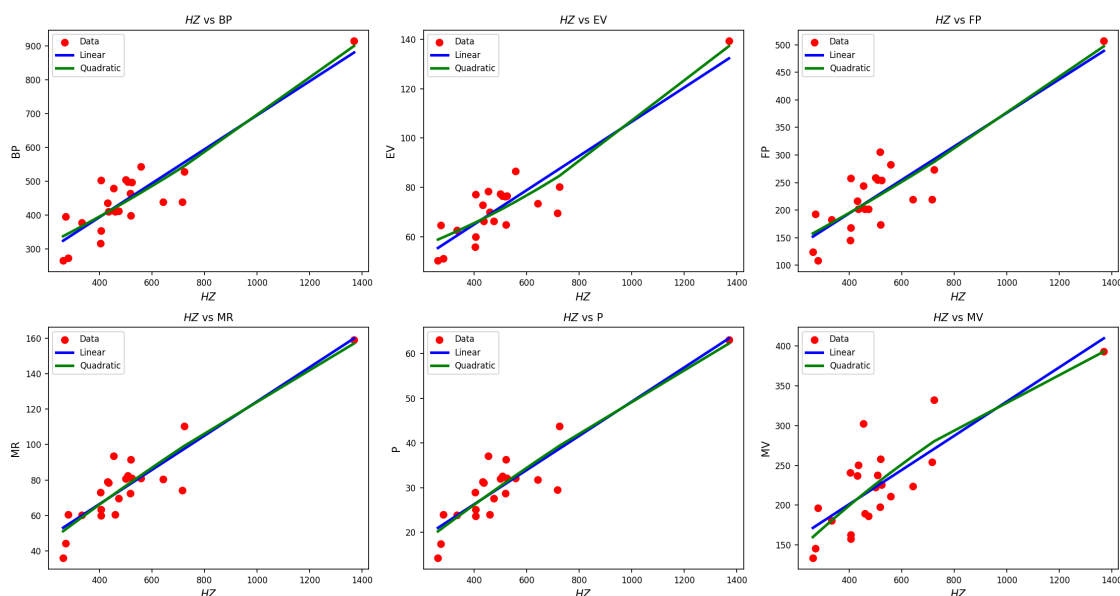 HZ vs BP
Data
Linear
Quadratic
900
800
700
600
500
400
300
BP
400
600
800
1000
1200
1400
HZ
HZ vs EV
Data
Linear
Quadratic
140
120
100
80
60
EV
400
600
800
1000
1200
1400
HZ
HZ vs FP
Data
Linear
Quadratic
500
450
400
350
300
250
200
150
100
FP
400
600
800
1000
1200
1400
HZ
HZ vs MR
Data
Linear
Quadratic
160
140
120
100
80
60
40
MR
400
600
800
1000
1200
1400
HZ
HZ vs P
Data
Linear
Quadratic
60
50
40
30
20
P
400
600
800
1000
1200
1400
HZ
HZ vs MV
Data
Linear
Quadratic
400
350
300
250
200
150
MV
400
600
800
1000
1200
1400
HZ